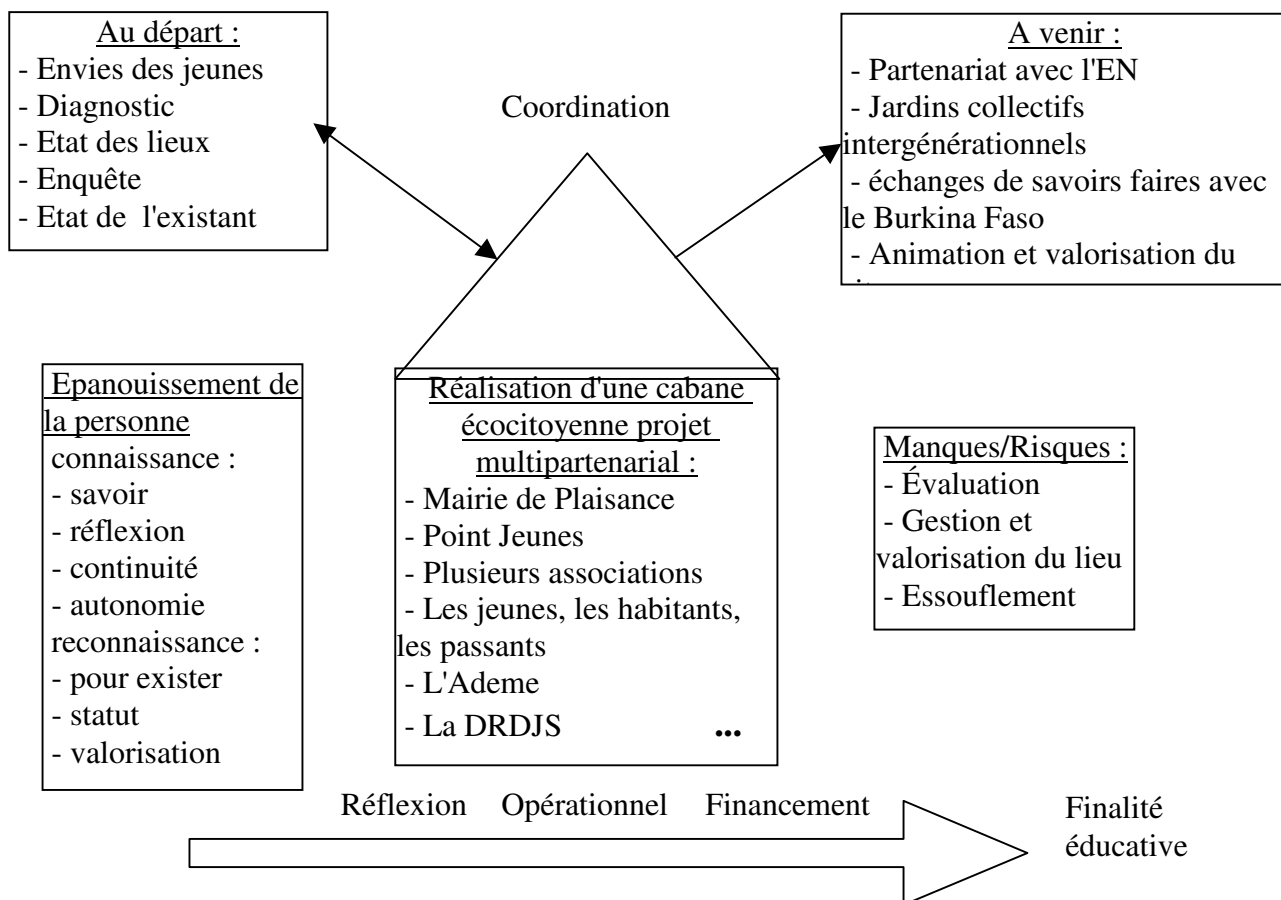 Au départ :
- Envies des jeunes
- Diagnostic
- Etat des lieux
- Enquête
- Etat de l'existant
Coordination
A venir :
- Partenariat avec l'EN
- Jardins collectifs
intergénérationnels
- échanges de savoirs faires avec
le Burkina Faso
- Animation et valorisation du
Epanouissement de
la personne
connaissance :
- savoir
- réflexion
- continuité
- autonomie
reconnaissance :
- pour exister
- statut
- valorisation
Réalisation d'une cabane
écocitoyenne projet
multipartenarial :
- Mairie de Plaisance
- Point Jeunes
- Plusieurs associations
- Les jeunes, les habitants,
les passants
- L'Ademe
- La DRDJS ...
Manques/Risques :
- Évaluation
- Gestion et
valorisation du lieu
- Essouflement
Réflexion Opérationnel Financement
Finalité
éducative